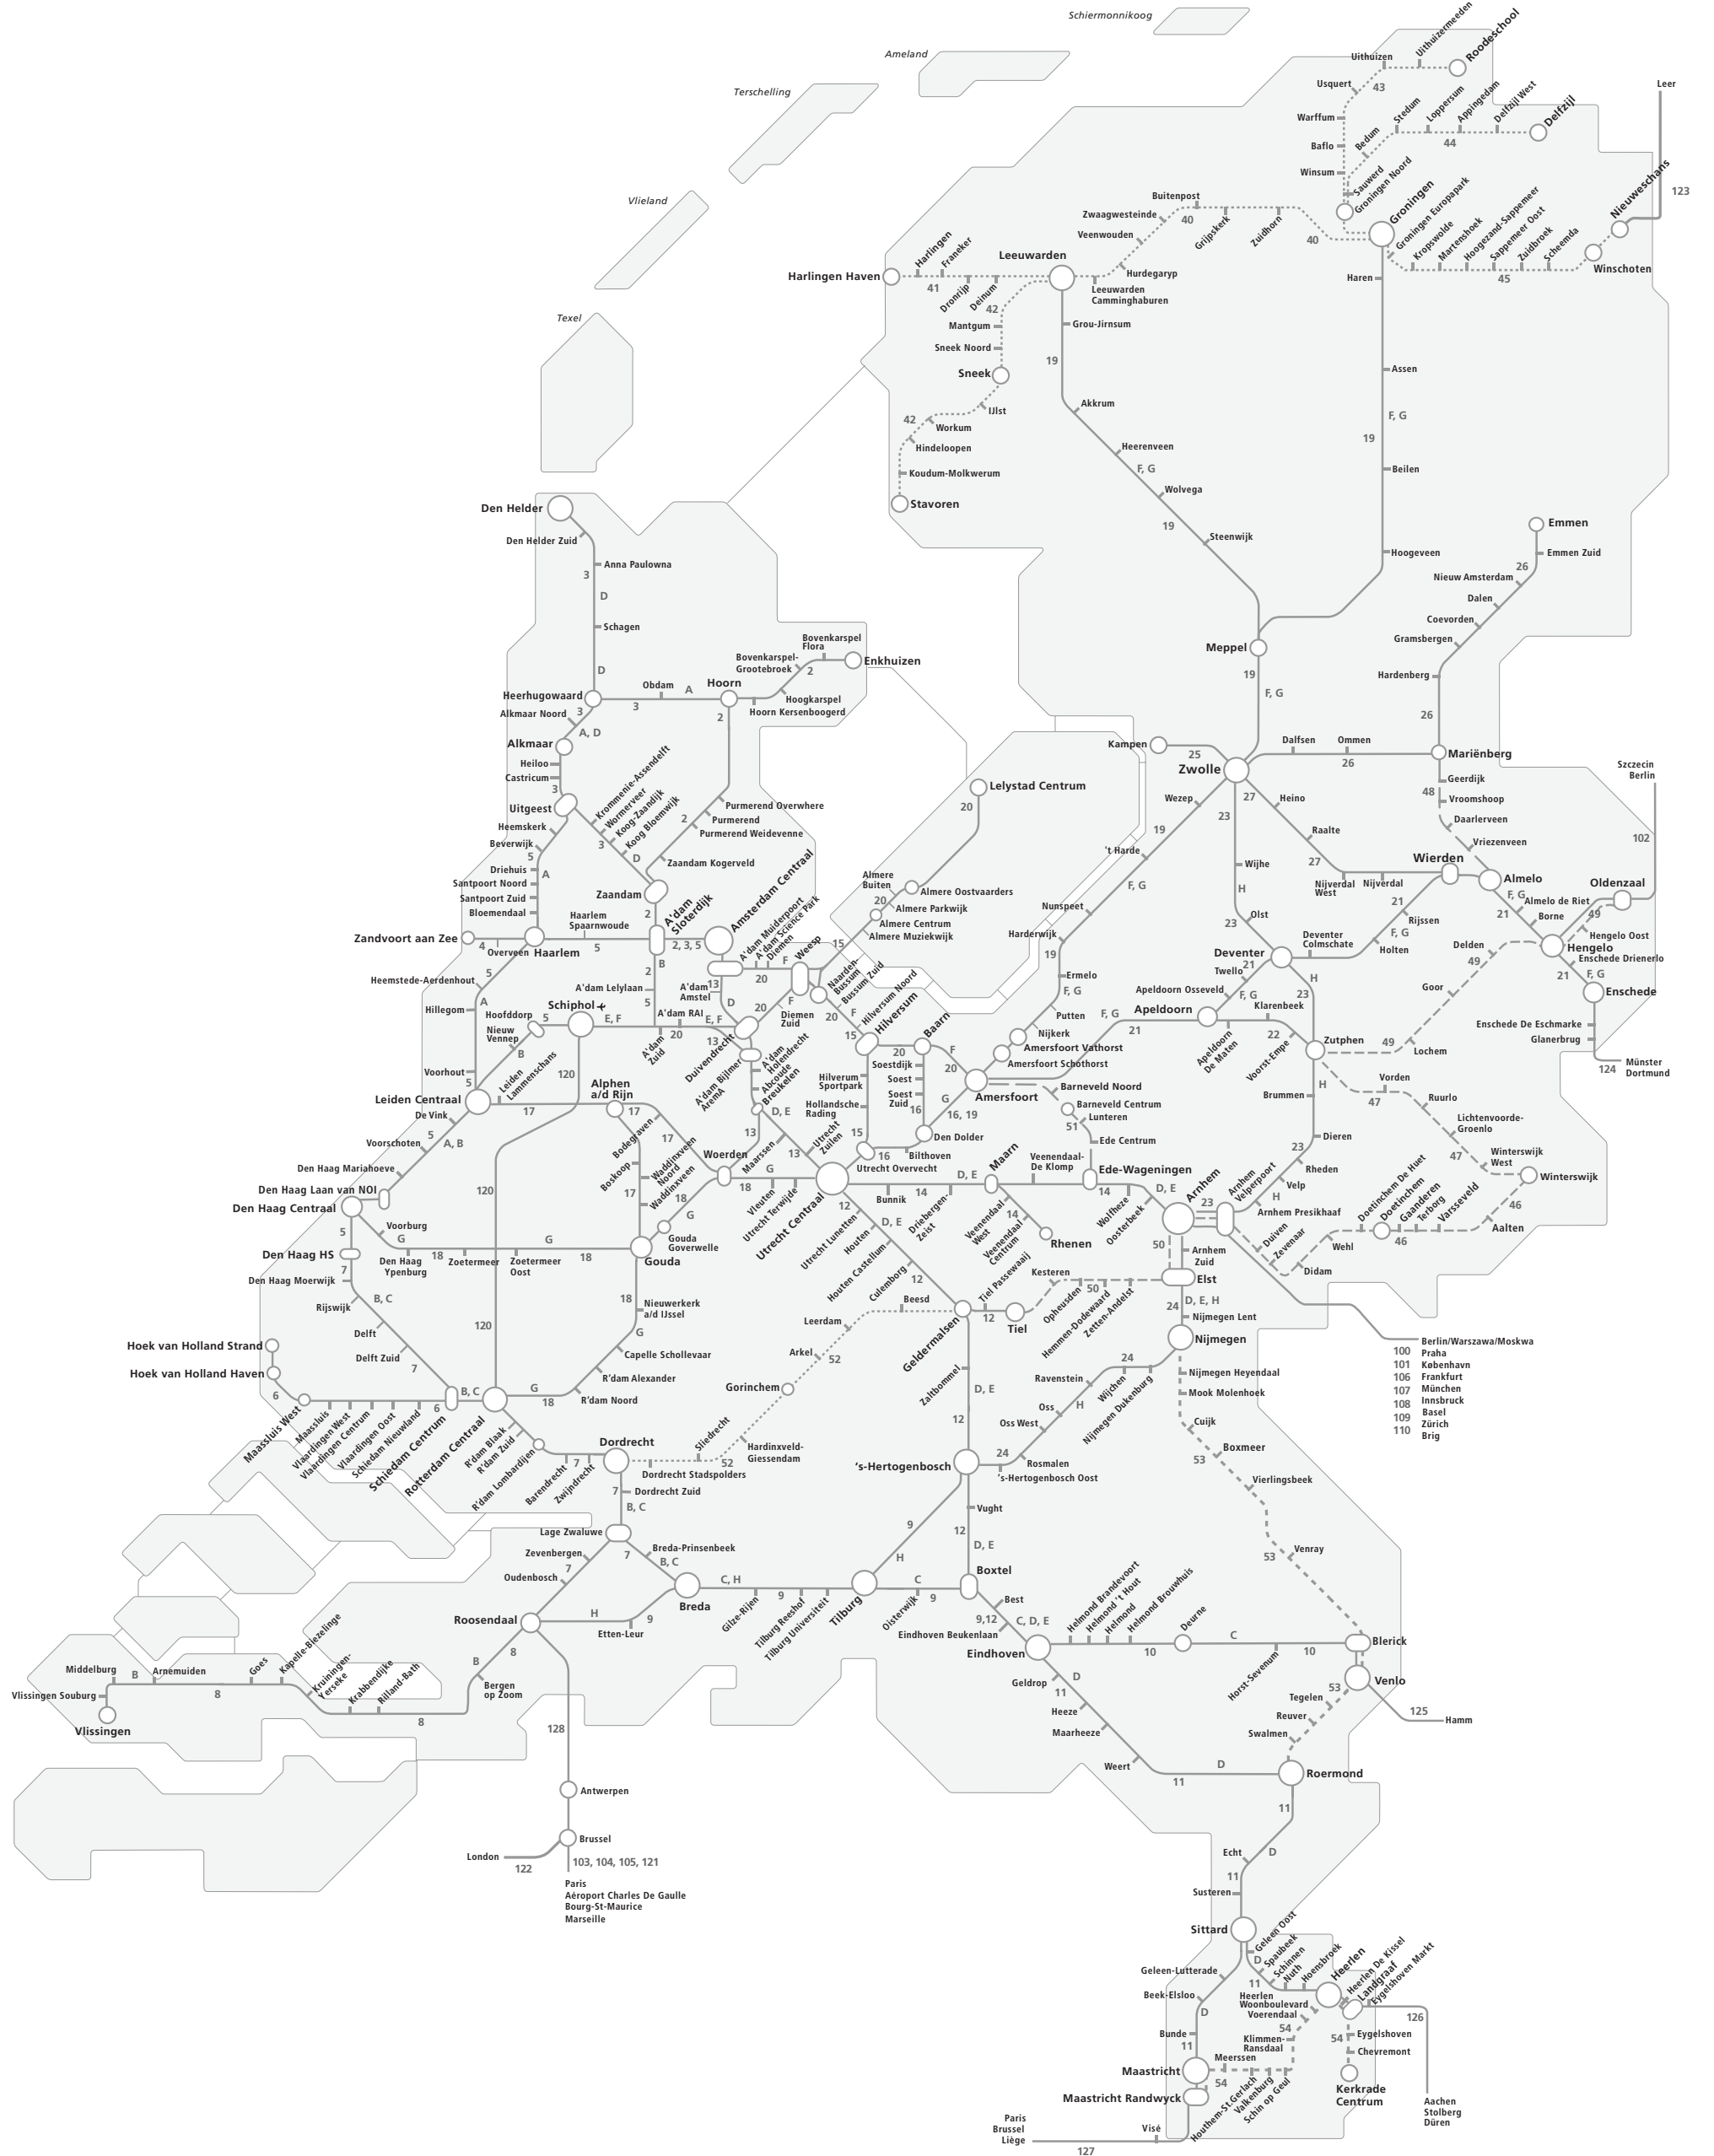 Schiermonnikoog
Ameland
Terschelling
Vlieland
Texel
Uithuizermeeden
Roodeschool
Uithuizen
Usquert
43
Warffum
Baflo
Winsum
Sauwerd
Groningen Noord
Bedum
Stedum
Loppersum
Appingedam
Delfzijl West
Delfzijl
44
Leer
123
Nieuweschans
Winschoten
Groningen
Groningen Europapark
Kropswolde
Martenshoek
Hoogezand-Sappemeer
Sappemeer Oost
Zuidbroek
Scheemda
45
Haren
Buitenpost
Zwaagwesteinde
Veenwouden
40
Grijpskerk
Zuidhorn
40
Hurdegaryp
Leeuwarden
Camminghaburen
Leeuwarden
Harlingen Haven
Harlingen
Franeker
41
Dronrijp
Deinum
42
Mantgum
Sneek Noord
Sneek
IJlst
42
Workum
Hindeloopen
Koudum-Molkwerum
Stavoren
Grou-Jirnsum
19
Akkrum
Heerenveen
F, G
Wolvega
19
Steenwijk
Assen
F, G
19
Beilen
Hoogeveen
Meppel
19
F, G
Emmen
Emmen Zuid
26
Nieuw Amsterdam
Dalen
Coevorden
Gramsbergen
Hardenberg
26
Mariënberg
Dalfsen
Ommen
26
Kampen
25
Zwolle
Geerdijk
48
Vroomshoop
Daarlerveen
Vriezenveen
Szczecin
Berlin
102
Den Helder
Den Helder Zuid
Anna Paulowna
3
D
Schagen
D
Heerhugowaard
3
Obdam
A
3
Hoorn
2
Hoorn Kersenboogerd
Hoogkarspel
Bovenkarspel-
Grootebroek
Bovenkarspel
Flora
2
Enkhuizen
Alkmaar Noord
A, D
Alkmaar
Heiloo
Castricum
3
Uitgeest
Krommenie-Assendelft
Wormerveer
Koog-Zaandijk
Koog Bloemwijk
3
D
Heemskerk
Beverwijk
5
A
Driehuis
Santpoort Noord
Santpoort Zuid
Bloemendaal
Purmerend Overwhere
Purmerend
2
Purmerend Weidevenne
Zaandam Kogerveld
Zaandam
2
A'dam
Sloterdijk
Amsterdam Centraal
2, 3, 5
Zandvoort aan Zee
4
Overveen
Haarlem
Haarlem
Spaarnwoude
5
Heemstede-Aerdenhout
5
A
Hillegom
Voorhout
5
B
2
A'dam Lelylaan
5
Schiphol
Hoofddorp
5
Nieuw
Vennep
B
E, F
A'dam RAI
A'dam
Zuid
20
E, F
13
Duivendrecht
A'dam
Amstel
13
D
A'dam Muiderpoort
A'dam Science Park
Diemen
20
F
Weesp
20
F
Diemen
Zuid
15
Naarden-
Bussum
Bussum Zuid
20
F
Hilversum Noord
15
Hilversum
20
Baarn
F
20
Lelystad Centrum
20
Almere Oostvaarders
Almere
Buiten
20
Almere Parkwijk
Almere Centrum
Almere Muziekwijk
Wezep
19
't Harde
F, G
Nunspeet
Harderwijk
19
Ermelo
F, G
Putten
Nijkerk
Amersfoort Vathorst
Amersfoort Schothorst
Amersfoort
23
Wijhe
H
Olst
23
27
Heino
Raalte
27
Nijverdal
West
Nijverdal
Wierden
Almelo
F, G
21
Almelo de Riet
Borne
49
Oldenzaal
Hengelo Oost
Hengelo
Enschede Drienerlo
F, G
21
Enschede
Enschede De Eschmarke
Glanerbrug
124
Münster
Dortmund
Rijssen
21
F, G
Holten
Deventer
Colmschate
Deventer
21
Twello
Apeldoorn Osseveld
F, G
Apeldoorn
F, G
21
Apeldoorn
De Maten
Klarenbeek
22
Voorst-Empe
H
23
Zutphen
Delden
49
Goor
49
Lochem
Vorden
47
Ruurlo
Lichtenvoorde-
Groenlo
47
Winterswijk
West
Winterswijk
46
Aalten
H
Brummen
23
Dieren
Rheden
Velp
H
Arnhem Presikhaaf
Arnhem
Velperpoort
23
Arnhem
Duiven
Zevenaar
Didam
Wehl
Doetinchem De Huet
Doetinchem
Gaanderen
Terborg
Varsseveld
46
Leiden Centraal
Leiden
Lammenschans
17
Alphen
a/d Rijn
17
17
120
A'dam Bijlmer
ArenA
A'dam
Holendrecht
Abcoude
Breukelen
D, E
13
Maarssen
13
Utrecht
Zuilen
De Vink
5
A, B
Voorschoten
Den Haag Mariahoeve
Den Haag Laan van NOI
Den Haag Centraal
5
Voorburg
G
18
Den Haag
Ypenburg
Zoetermeer
G
Zoetermeer
Oost
18
Den Haag HS
7
Den Haag Moerwijk
B, C
Rijswijk
Delft
Delft Zuid
7
120
120
Bodegraven
Boskoop
Waddinxveen
Noord
Waddinxveen
17
18
G
Gouda
Goverwelle
Gouda
Woerden
G
18
Vleuten
Utrecht Terwijde
Utrecht Centraal
18
Nieuwerkerk
a/d IJssel
G
Capelle Schollevaar
R'dam Alexander
R'dam Noord
G
18
Hilverum
Sportpark
Hollandsche
Rading
15
Utrecht Overvecht
Soestdijk
Soest
Soest
Zuid
16
Den Dolder
Bilthoven
16
G
16, 19
Barneveld Noord
Barneveld Centrum
Lunteren
51
Ede Centrum
Ede-Wageningen
14
Veenendaal-
De Klomp
Maarn
D, E
Bunnik
14
Driebergen-
Zeist
Veenendaal
West
Veenendaal
Centrum
14
Rhenen
D, E
Wolfheze
Oosterbeek
12
Utrecht Lunetten
D, E
Houten
Houten Castellum
12
Culemborg
Geldermalsen
12
Tiel Passewaaij
Tiel
Kesteren
Opheusden
50
Hemmen-Dodewaard
Zetten-Andelst
50
Arnhem
Zuid
Elst
D, E, H
24
Nijmegen Lent
Nijmegen
Beesd
Leerdam
Arkel
52
Gorinchem
Hardinxveld-
Giessendam
Sliedrecht
52
Dordrecht Stadspolders
Hoek van Holland Strand
Hoek van Holland Haven
6
Maassluis West
Maassluis
Vlaardingen West
Vlaardingen Centrum
Vlaardingen Oost
Schiedam Nieuwland
6
Schiedam Centrum
B, C
Rotterdam Centraal
R'dam Blaak
R'dam Zuid
R'dam Lombardijen
Barendrecht
7
Zwijndrecht
Dordrecht
7
Dordrecht Zuid
B, C
Lage Zwaluwe
Zevenbergen
7
Oudenbosch
7
Breda-Prinsenbeek
B, C
Breda
Roosendaal
H
9
Etten-Leur
8
B
Bergen
op Zoom
8
Rilland-Bath
Krabbendijke
Kruiningen-
Yerseke
Kapelle-Biezelinge
Goes
8
Arnemuiden
B
Middelburg
Vlissingen Souburg
Vlissingen
128
Antwerpen
Brussel
London
122
103, 104, 105, 121
Paris
Aéroport Charles De Gaulle
Bourg-St-Maurice
Marseille
Zaltbommel
D, E
12
's-Hertogenbosch
24
's-Hertogenbosch Oost
Rosmalen
Oss West
Oss
H
Ravenstein
24
Wijchen
Nijmegen Dukenburg
Vught
12
D, E
9
H
C, H
Gilze-Rijen
9
Tilburg Reeshof
Tilburg Universiteit
Tilburg
C
Oisterwijk
9
Boxtel
Best
9,12
C, D, E
Eindhoven Beukenlaan
Eindhoven
Helmond Brandevoort
Helmond 't Hout
Helmond
Helmond Brouwhuis
10
Deurne
C
Horst-Sevenum
10
Blerick
Venlo
125
Hamm
Nijmegen Heyendaal
Mook Molenhoek
Cuijk
Boxmeer
53
Vierlingsbeek
Venray
53
53
Tegelen
Reuver
Swalmen
Roermond
Berlin/Warszawa/Moskwa
100
Praha
101
København
106
Frankfurt
107
München
108
Innsbruck
109
Basel
110
Zürich
Brig
Geldrop
D
11
Heeze
Maarheeze
Weert
11
D
11
Echt
D
11
Susteren
Sittard
Geleen Oost
D
Spaubeek
11
Schinnen
Nuth
Hoensbroek
Heerlen
Woonboulevard
Heerlen
Heerlen De Kissel
Landgraaf
Eygelshoven Markt
126
Geleen-Lutterade
Beek-Elsloo
D
Bunde
11
Maastricht
Maastricht Randwyck
Meerssen
54
Houthem-St.Gerlach
Valkenburg
Schin op Geul
Klimmen-
Ransdaal
54
Voerendaal
54
Eygelshoven
Chevremont
Kerkrade
Centrum
Aachen
Stolberg
Düren
Paris
Brussel
Liège
Visé
127